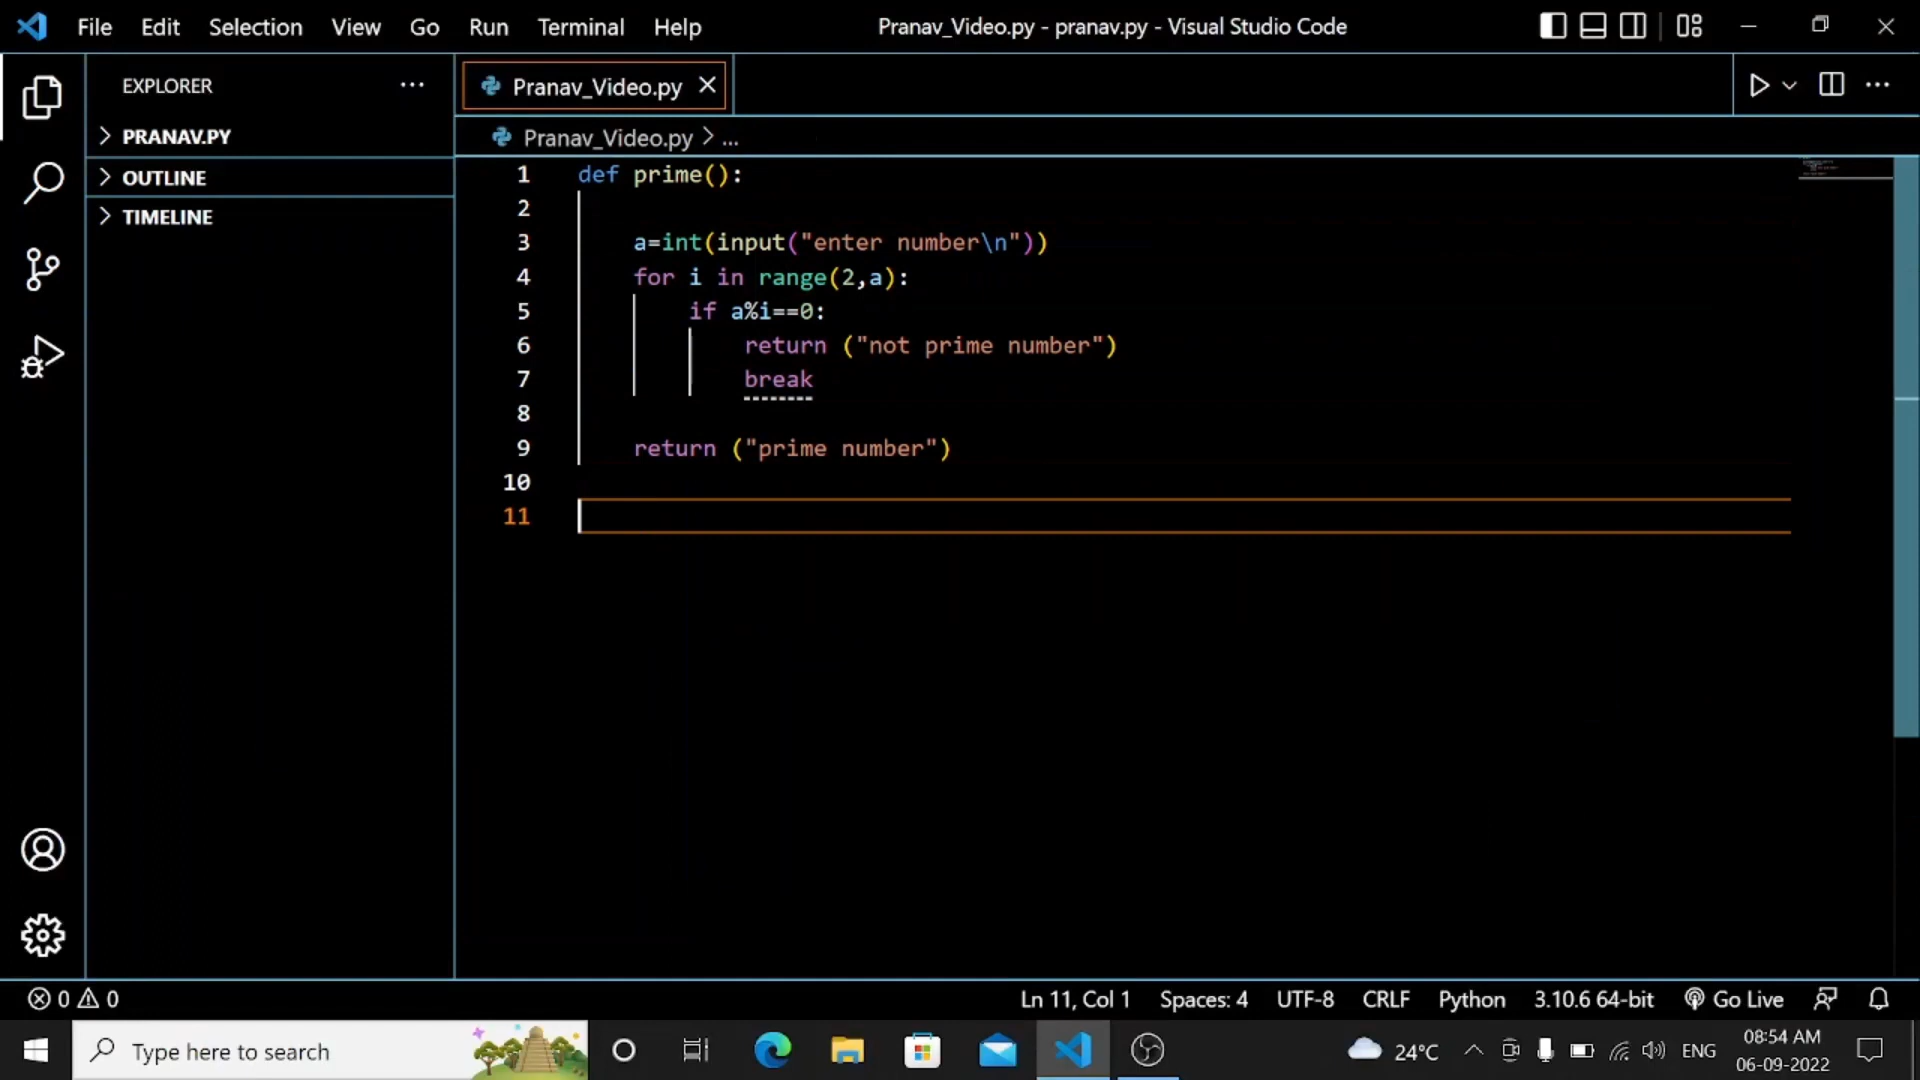 File Edit Selection View Go Run Terminal Help Pranav_Video.py - pranav.py - Visual Studio Code
EXPLORER ...
PRANAV.PY
OUTLINE
TIMELINE
Pranav_Video.py
Pranav_Video.py > ...
1 def prime():
2
3 a=int(input("enter number\n"))
4 for i in range(2,a):
5 if a%i==0:
6 return ("not prime number")
7 break
8
9 return ("prime number")
10
11
0 0 Ln 11, Col 1 Spaces: 4 UTF-8 CRLF Python 3.10.6 64-bit Go Live
Type here to search 24°C ENG 08:54 AM
06-09-2022